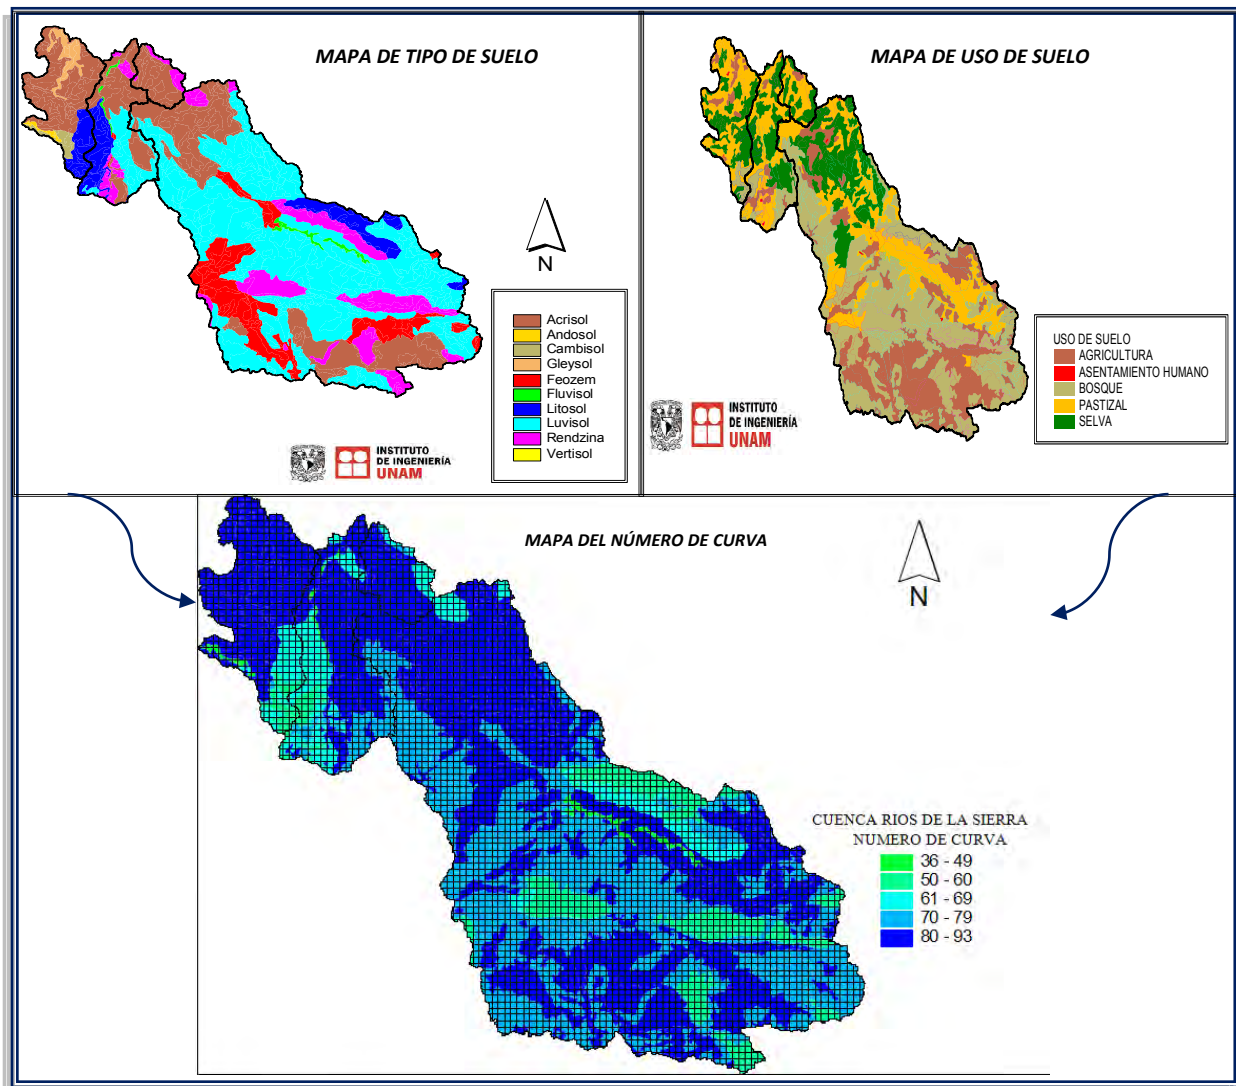 MAPA DE TIPO DE SUELO
N
Acrisol
Andosol
Cambisol
Gleysol
Feozem
Fluvisol
Litosol
Luvisol
Rendzina
Vertisol
INSTITUTO
DE INGENIERÍA
UNAM
MAPA DE USO DE SUELO
USO DE SUELO
AGRICULTURA
ASENTAMIENTO HUMANO
BOSQUE
PASTIZAL
SELVA
INSTITUTO
DE INGENIERÍA
UNAM
MAPA DEL NÚMERO DE CURVA
N
CUENCA RIOS DE LA SIERRA
NUMERO DE CURVA
36 - 49
50 - 60
61 - 69
70 - 79
80 - 93